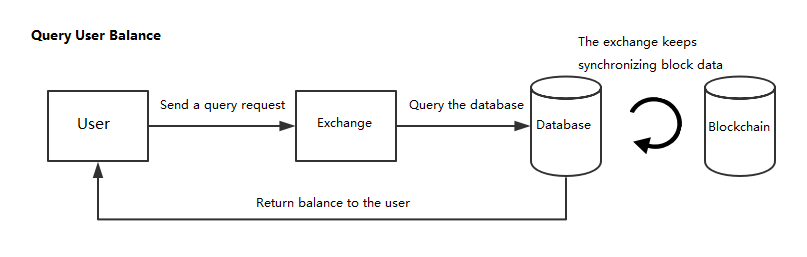 Query User Balance
The exchange keeps
synchronizing block data
Send a query request
Query the database
User
Exchange
Database
Blockchain
Return balance to the user